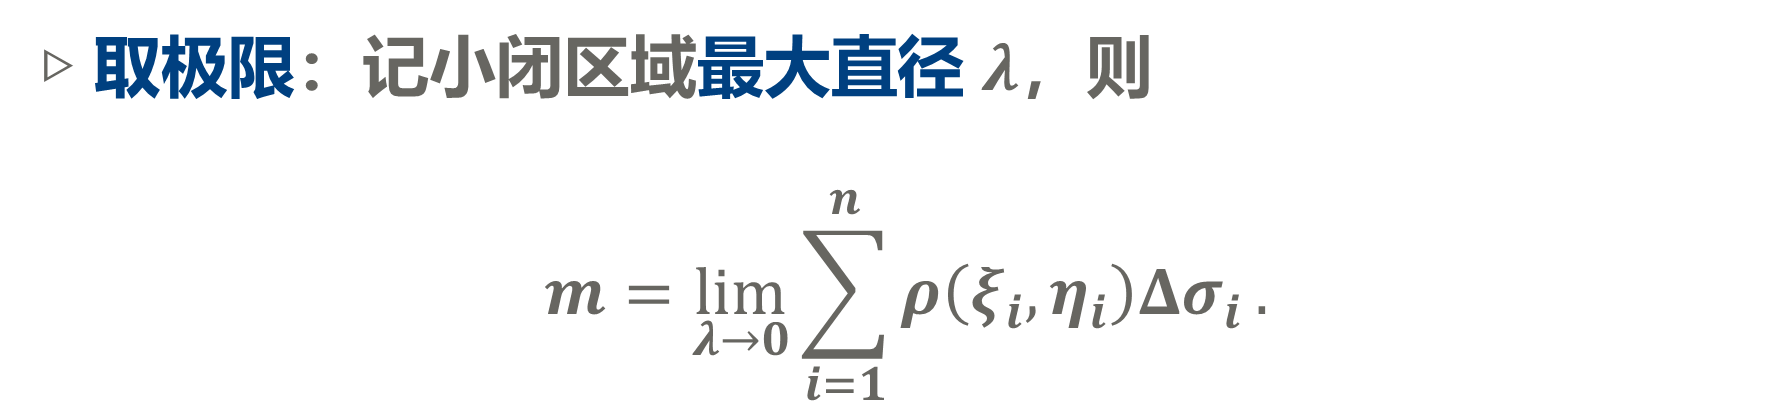 ▷ 取极限：记小闭区域最大直径 λ，则
m = lim_{λ→0} ∑_{i=1}^{n} ρ(ξ_i, η_i)Δσ_i .